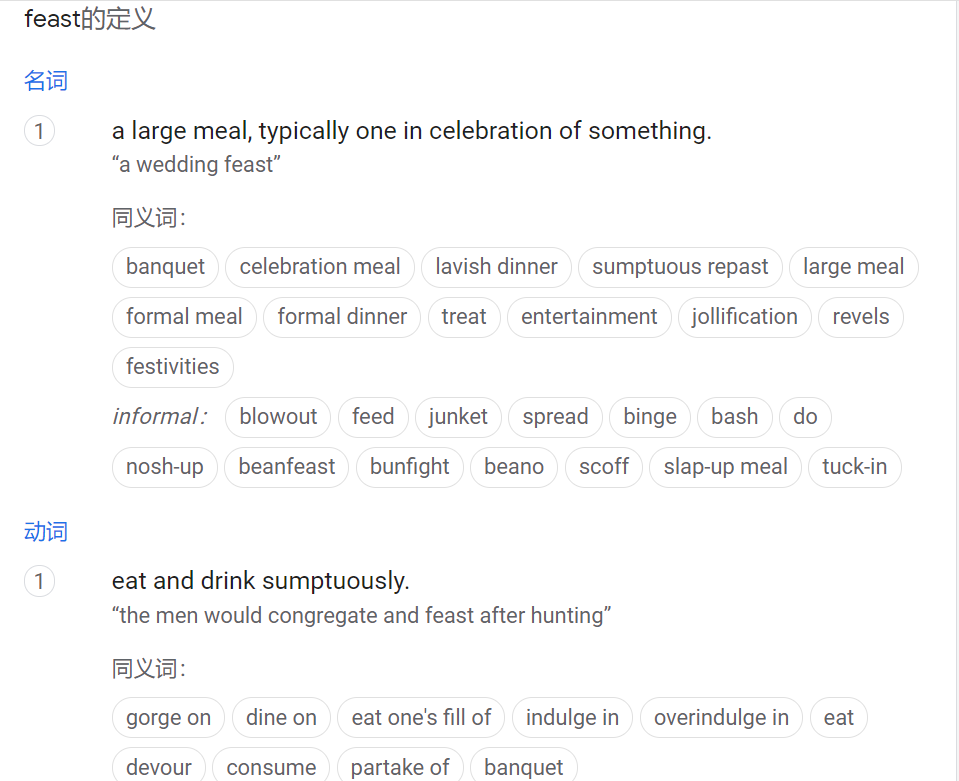 feast的定义
名词
1 a large meal, typically one in celebration of something.
“a wedding feast”
同义词：
banquet celebration meal lavish dinner sumptuous repast large meal
formal meal formal dinner treat entertainment jollification revels
festivities
informal： blowout feed junket spread binge bash do
nosh-up beanfeast bunfight beano scoff slap-up meal tuck-in
动词
1 eat and drink sumptuously.
“the men would congregate and feast after hunting”
同义词：
gorge on dine on eat one's fill of indulge in overindulge in eat
devour consume partake of banquet